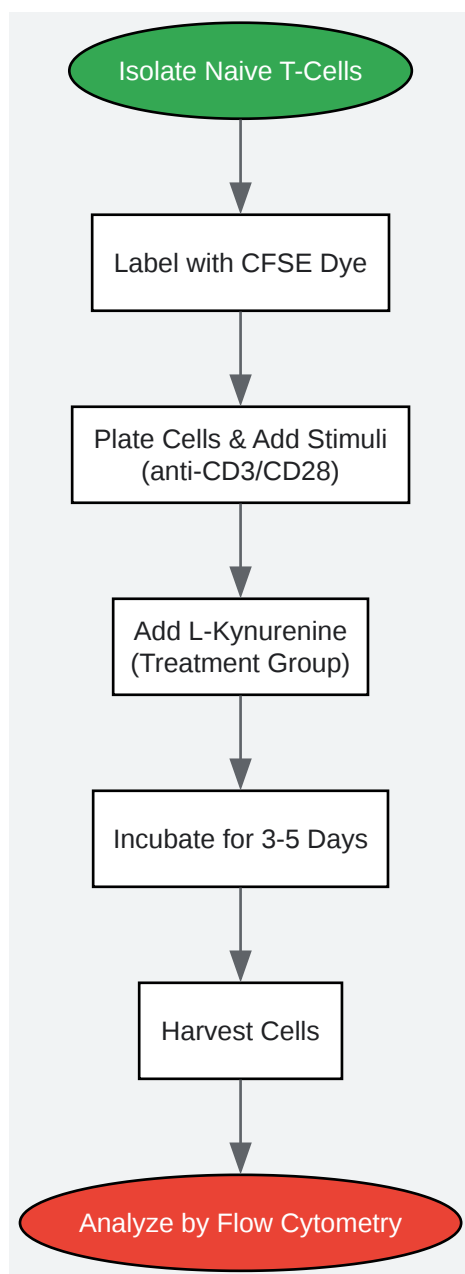 Isolate Naive T-Cells
Label with CFSE Dye
Plate Cells & Add Stimuli
(anti-CD3/CD28)
Add L-Kynurenine
(Treatment Group)
Incubate for 3-5 Days
Harvest Cells
Analyze by Flow Cytometry